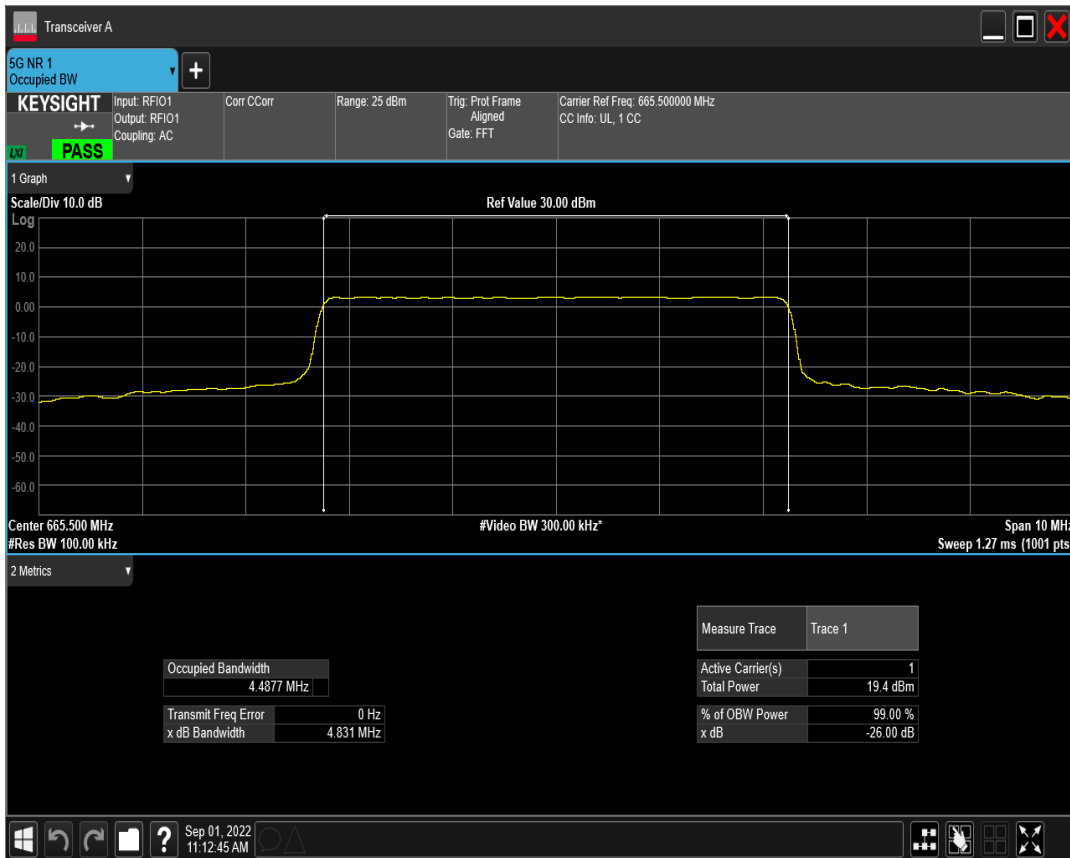 Transceiver A
5G NR 1
Occupied BW
+
KEYSIGHT
LXI
PASS
Input: RFIO1
Output: RFIO1
Coupling: AC
Corr CCorr
Range: 25 dBm
Trig: Prot Frame
Aligned
Gate: FFT
Carrier Ref Freq: 665.500000 MHz
CC Info: UL, 1 CC
1 Graph
Scale/Div 10.0 dB
Ref Value 30.00 dBm
Log
20.0
10.0
0.00
-10.0
-20.0
-30.0
-40.0
-50.0
-60.0
Center 665.500 MHz
#Video BW 300.00 kHz*
Span 10 MHz
#Res BW 100.00 kHz
Sweep 1.27 ms (1001 pts
2 Metrics
Measure Trace Trace 1
Occupied Bandwidth
4.4877 MHz
Active Carrier(s) 1
Total Power 19.4 dBm
Transmit Freq Error 0 Hz
x dB Bandwidth 4.831 MHz
% of OBW Power 99.00 %
x dB -26.00 dB
?
Sep 01, 2022
11:12:45 AM